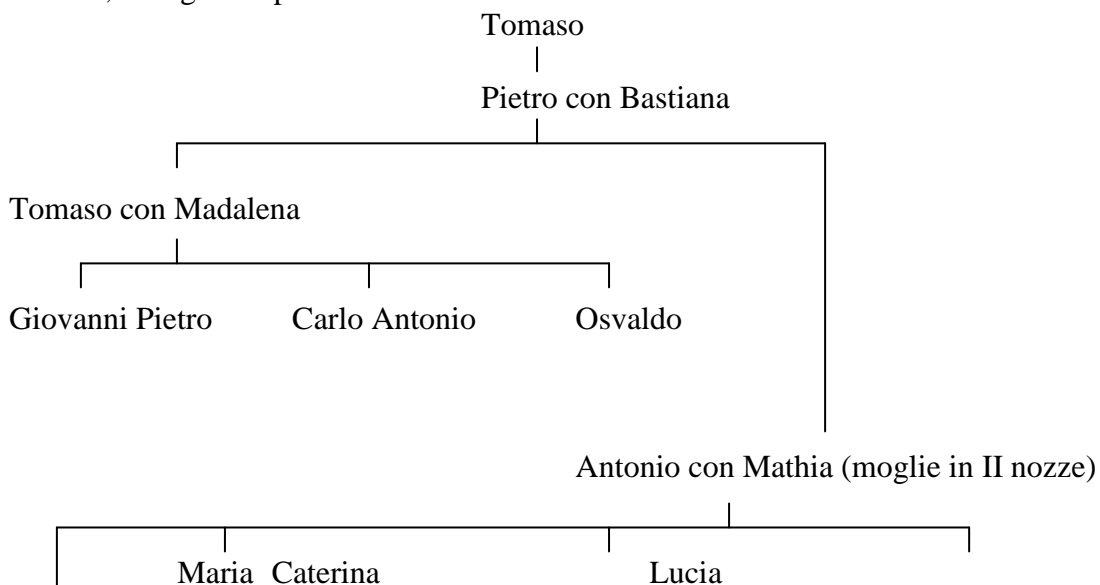 Tomaso
Pietro con Bastiana
Tomaso con Madalena
Giovanni Pietro Carlo Antonio Osvaldo
Antonio con Mathia (moglie in II nozze)
Maria Caterina Lucia